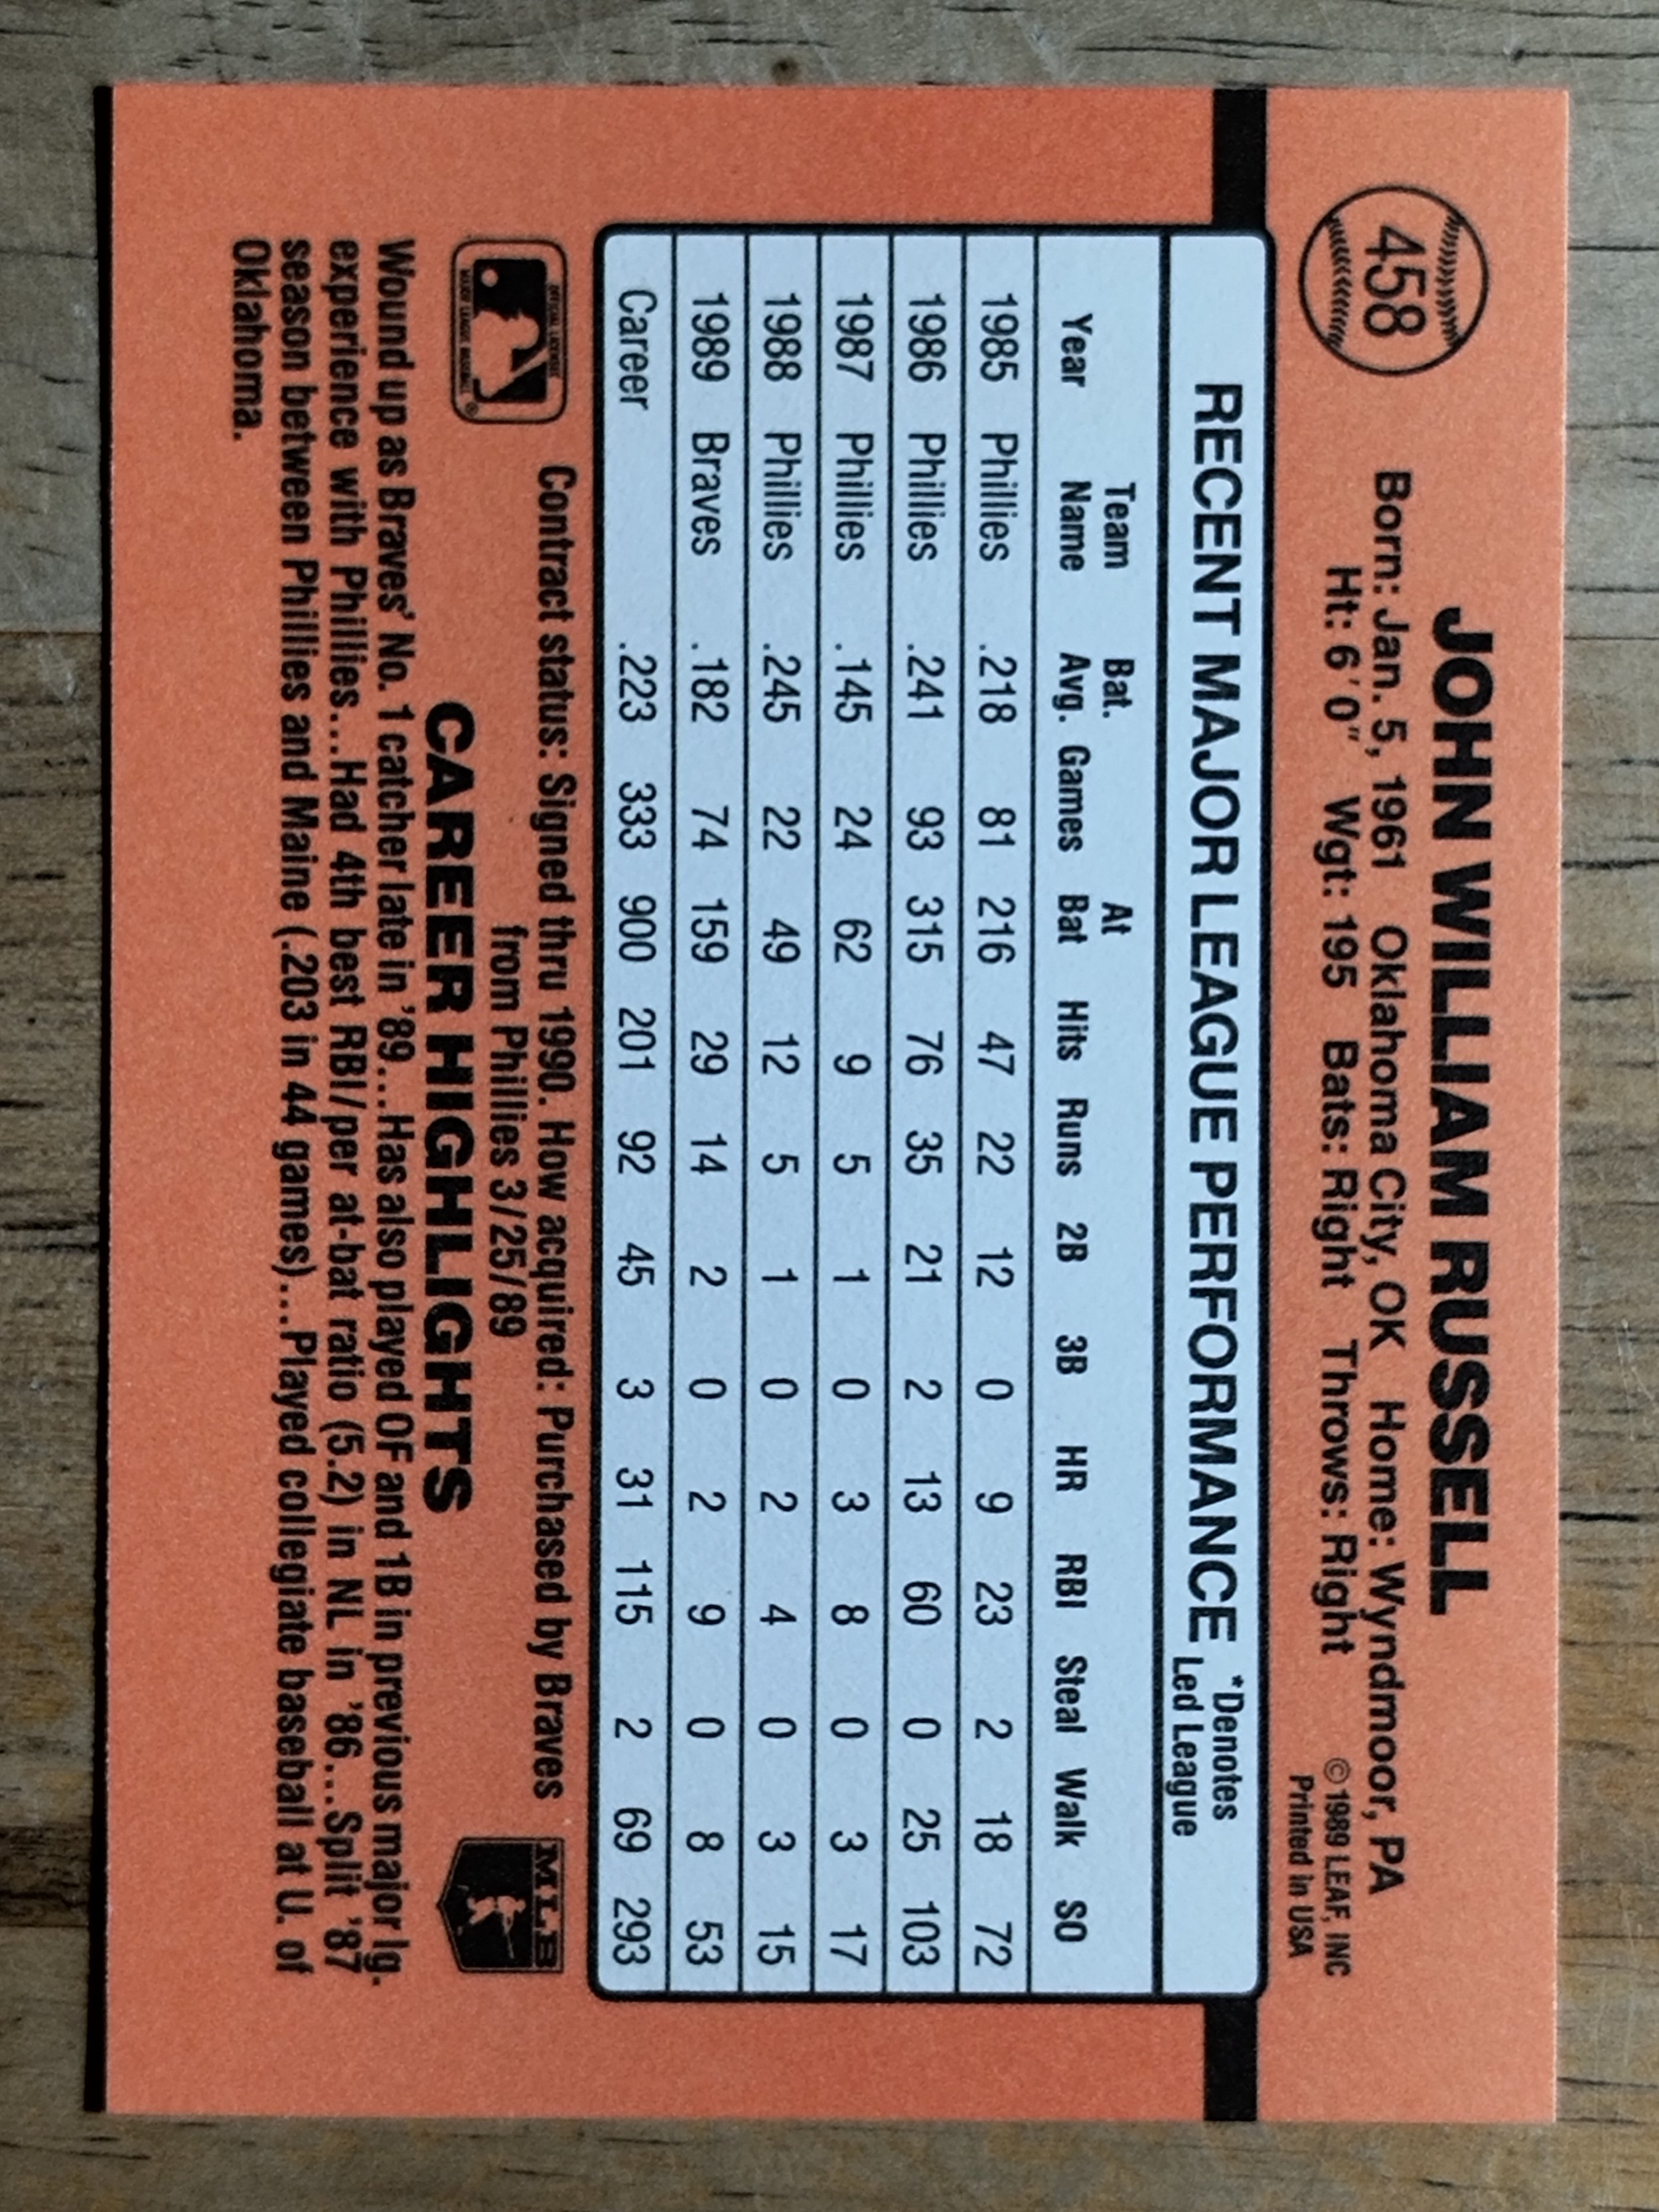 458
JOHN WILLIAM RUSSELL
Born: Jan. 5, 1961 Oklahoma City, OK Home: Wyndmoor, PA
Ht: 6'0" Wgt: 195 Bats: Right Throws: Right
© 1989 LEAF, INC
Printed in USA
RECENT MAJOR LEAGUE PERFORMANCE *Denotes Led League
Year Team Name Bat. Avg. Games At Bat Hits Runs 2B 3B HR RBI Steal Walk SO
1985 Phillies .218 81 216 47 22 12 0 9 23 2 18 72
1986 Phillies .241 93 315 76 35 21 2 13 60 0 25 103
1987 Phillies .145 24 62 9 5 1 0 3 8 0 3 17
1988 Phillies .245 22 49 12 5 1 0 2 4 0 3 15
1989 Braves .182 74 159 29 14 2 0 2 9 0 8 53
Career .223 333 900 201 92 45 3 31 115 2 69 293
OFFICIAL LICENSEE
MAJOR LEAGUE BASEBALL ®
Contract status: Signed thru 1990. How acquired: Purchased by Braves
from Phillies 3/25/89
MLB
CAREER HIGHLIGHTS
Wound up as Braves' No. 1 catcher late in '89...Has also played OF and 1B in previous major lg.
experience with Phillies...Had 4th best RBI/per at-bat ratio (5.2) in NL in '86...Split '87
season between Phillies and Maine (.203 in 44 games)...Played collegiate baseball at U. of
Oklahoma.